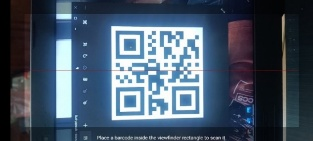 Place a barcode inside the viewfinder rectangle to scan it.